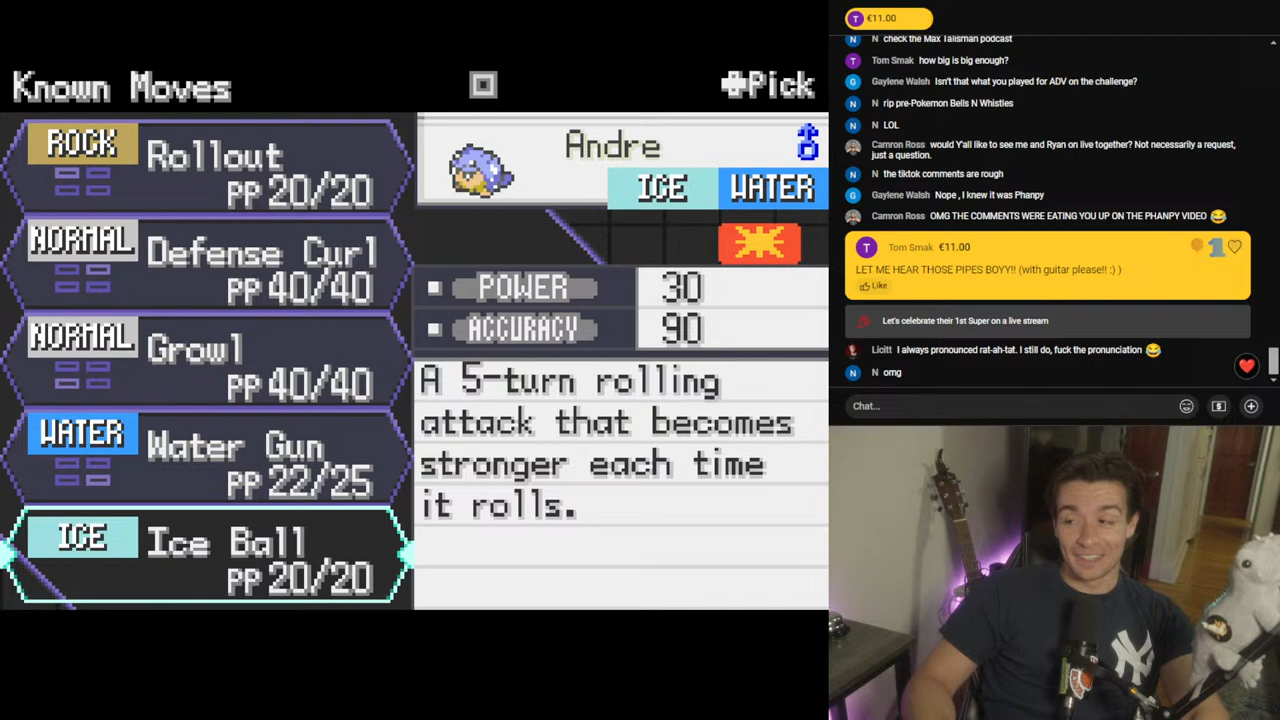 Known Moves
Pick
ROCK
Rollout
PP 20/20
NORMAL
Defense Curl
PP 40/40
NORMAL
Growl
PP 40/40
WATER
Water Gun
PP 22/25
ICE
Ice Ball
PP 20/20
Andre
ICE
WATER
POWER
30
ACCURACY
90
A 5-turn rolling
attack that becomes
stronger each time
it rolls.
T €11.00
N N check the Max Talisman podcast
T Tom Smak how big is big enough?
G Gaylene Walsh Isn't that what you played for ADV on the challenge?
N N rip pre-Pokemon Bells N Whistles
N N LOL
Camron Ross would Y'all like to see me and Ryan on live together? Not necessarily a request,
just a question.
N N the tiktok comments are rough
G Gaylene Walsh Nope , I knew it was Phanpy
Camron Ross OMG THE COMMENTS WERE EATING YOU UP ON THE PHANPY VIDEO 😂
T Tom Smak €11.00
1
LET ME HEAR THOSE PIPES BOYY!! (with guitar please!! :) )
Like
Let's celebrate their 1st Super on a live stream
Licitt I always pronounced rat-ah-tat. I still do, fuck the pronunciation 😂
N N omg
Chat...
NY